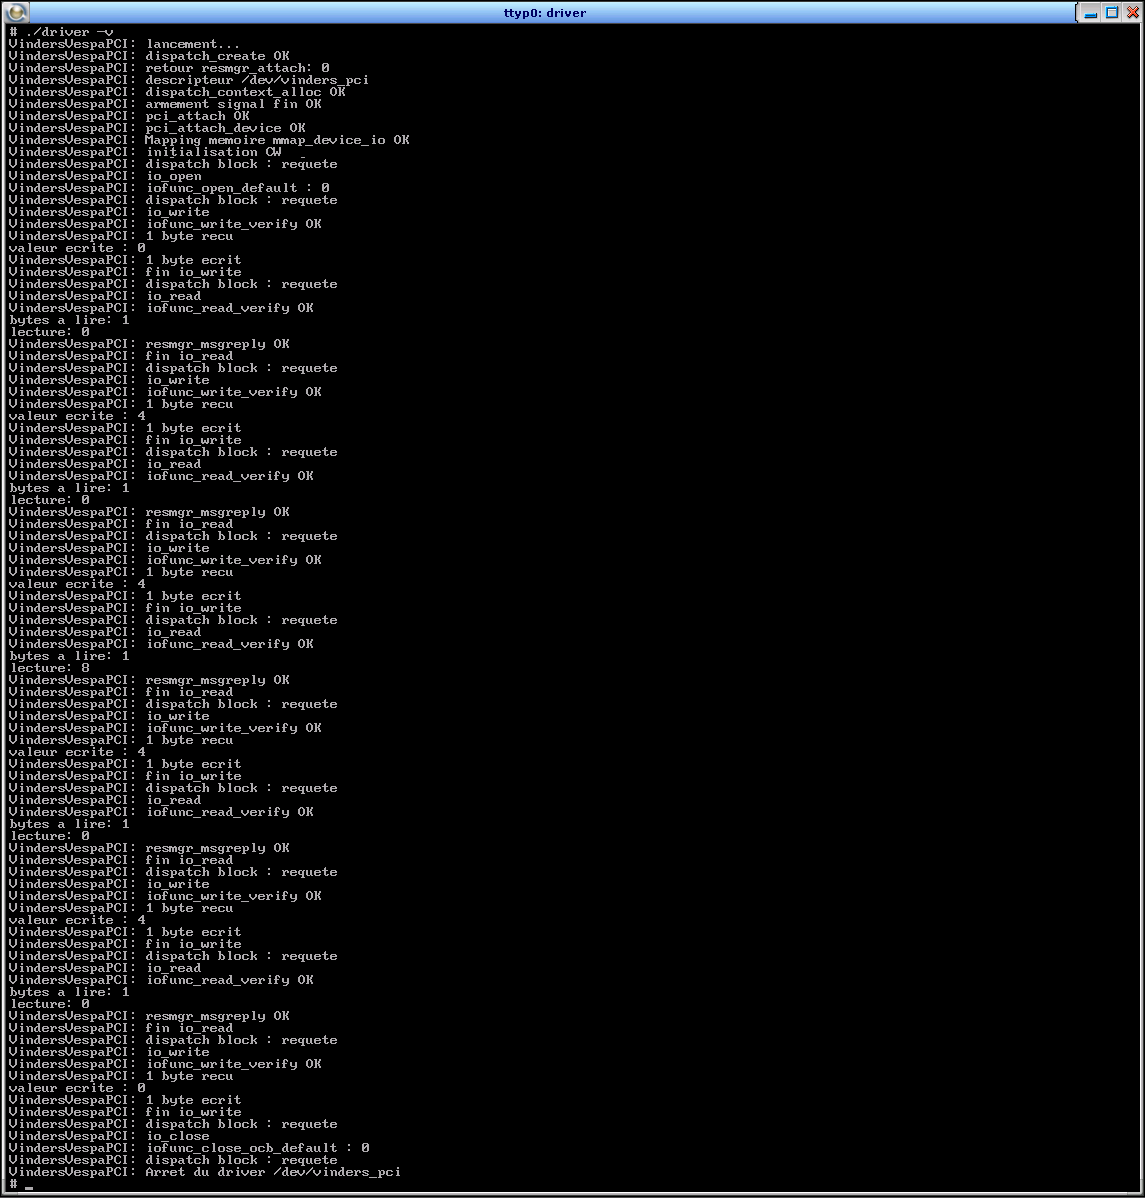 ttyp0: driver
# ./driver -v
VindersVespaPCI: lancement...
VindersVespaPCI: dispatch_create OK
VindersVespaPCI: retour resmgr_attach: 0
VindersVespaPCI: descripteur /dev/vinders_pci
VindersVespaPCI: dispatch_context_alloc OK
VindersVespaPCI: armement signal fin OK
VindersVespaPCI: pci_attach OK
VindersVespaPCI: pci_attach_device OK
VindersVespaPCI: Mapping memoire mmap_device_io OK
VindersVespaPCI: initialisation CW
VindersVespaPCI: dispatch block : requete
VindersVespaPCI: io_open
VindersVespaPCI: iofunc_open_default : 0
VindersVespaPCI: dispatch block : requete
VindersVespaPCI: io_write
VindersVespaPCI: iofunc_write_verify OK
VindersVespaPCI: 1 byte recu
valeur ecrite : 0
VindersVespaPCI: 1 byte ecrit
VindersVespaPCI: fin io_write
VindersVespaPCI: dispatch block : requete
VindersVespaPCI: io_read
VindersVespaPCI: iofunc_read_verify OK
bytes a lire: 1
lecture: 0
VindersVespaPCI: resmgr_msgreply OK
VindersVespaPCI: fin io_read
VindersVespaPCI: dispatch block : requete
VindersVespaPCI: io_write
VindersVespaPCI: iofunc_write_verify OK
VindersVespaPCI: 1 byte recu
valeur ecrite : 4
VindersVespaPCI: 1 byte ecrit
VindersVespaPCI: fin io_write
VindersVespaPCI: dispatch block : requete
VindersVespaPCI: io_read
VindersVespaPCI: iofunc_read_verify OK
bytes a lire: 1
lecture: 0
VindersVespaPCI: resmgr_msgreply OK
VindersVespaPCI: fin io_read
VindersVespaPCI: dispatch block : requete
VindersVespaPCI: io_write
VindersVespaPCI: iofunc_write_verify OK
VindersVespaPCI: 1 byte recu
valeur ecrite : 4
VindersVespaPCI: 1 byte ecrit
VindersVespaPCI: fin io_write
VindersVespaPCI: dispatch block : requete
VindersVespaPCI: io_read
VindersVespaPCI: iofunc_read_verify OK
bytes a lire: 1
lecture: 8
VindersVespaPCI: resmgr_msgreply OK
VindersVespaPCI: fin io_read
VindersVespaPCI: dispatch block : requete
VindersVespaPCI: io_write
VindersVespaPCI: iofunc_write_verify OK
VindersVespaPCI: 1 byte recu
valeur ecrite : 4
VindersVespaPCI: 1 byte ecrit
VindersVespaPCI: fin io_write
VindersVespaPCI: dispatch block : requete
VindersVespaPCI: io_read
VindersVespaPCI: iofunc_read_verify OK
bytes a lire: 1
lecture: 0
VindersVespaPCI: resmgr_msgreply OK
VindersVespaPCI: fin io_read
VindersVespaPCI: dispatch block : requete
VindersVespaPCI: io_write
VindersVespaPCI: iofunc_write_verify OK
VindersVespaPCI: 1 byte recu
valeur ecrite : 4
VindersVespaPCI: 1 byte ecrit
VindersVespaPCI: fin io_write
VindersVespaPCI: dispatch block : requete
VindersVespaPCI: io_read
VindersVespaPCI: iofunc_read_verify OK
bytes a lire: 1
lecture: 0
VindersVespaPCI: resmgr_msgreply OK
VindersVespaPCI: fin io_read
VindersVespaPCI: dispatch block : requete
VindersVespaPCI: io_write
VindersVespaPCI: iofunc_write_verify OK
VindersVespaPCI: 1 byte recu
valeur ecrite : 0
VindersVespaPCI: 1 byte ecrit
VindersVespaPCI: fin io_write
VindersVespaPCI: dispatch block : requete
VindersVespaPCI: io_close
VindersVespaPCI: iofunc_close_ocb_default : 0
VindersVespaPCI: dispatch block : requete
VindersVespaPCI: Arret du driver /dev/vinders_pci
# _